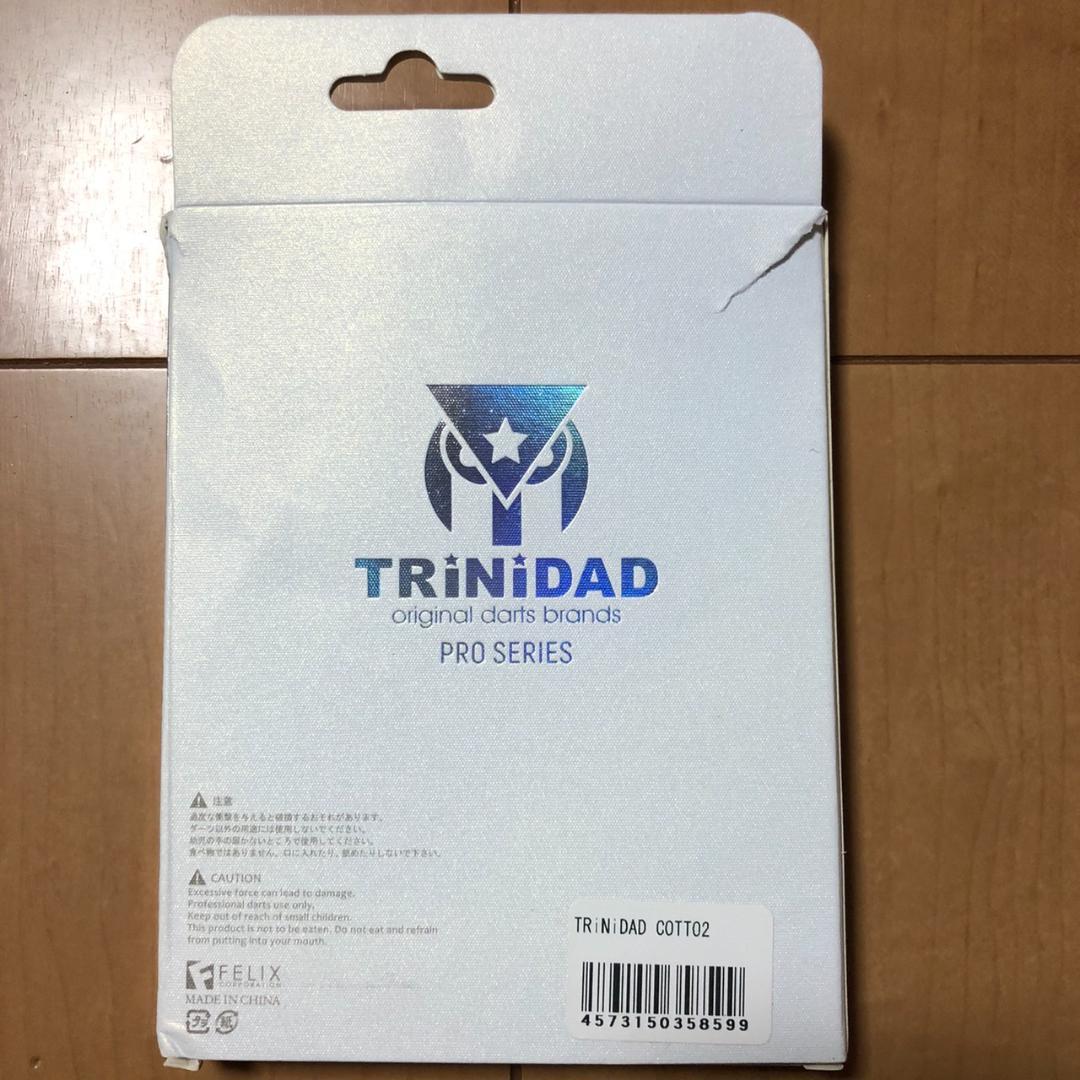 TRiNiDAD
original darts brands
PRO SERIES
注意
過度な衝撃を与えると破損するおそれがあります。
ダーツ以外の用途には使用しないでください。
幼児の手の届かないところで使用してください。
食べ物ではありません。口に入れたり、舐めたりしないで下さい。
CAUTION
Excessive force can lead to damage.
Professional darts use only.
Keep out of reach of small children.
This product is not to be eaten. Do not eat and refrain
from putting into your mouth.
FELIX
CORPORATION
MADE IN CHINA
プラ 紙
TRiNiDAD COTTO2
4573150358599